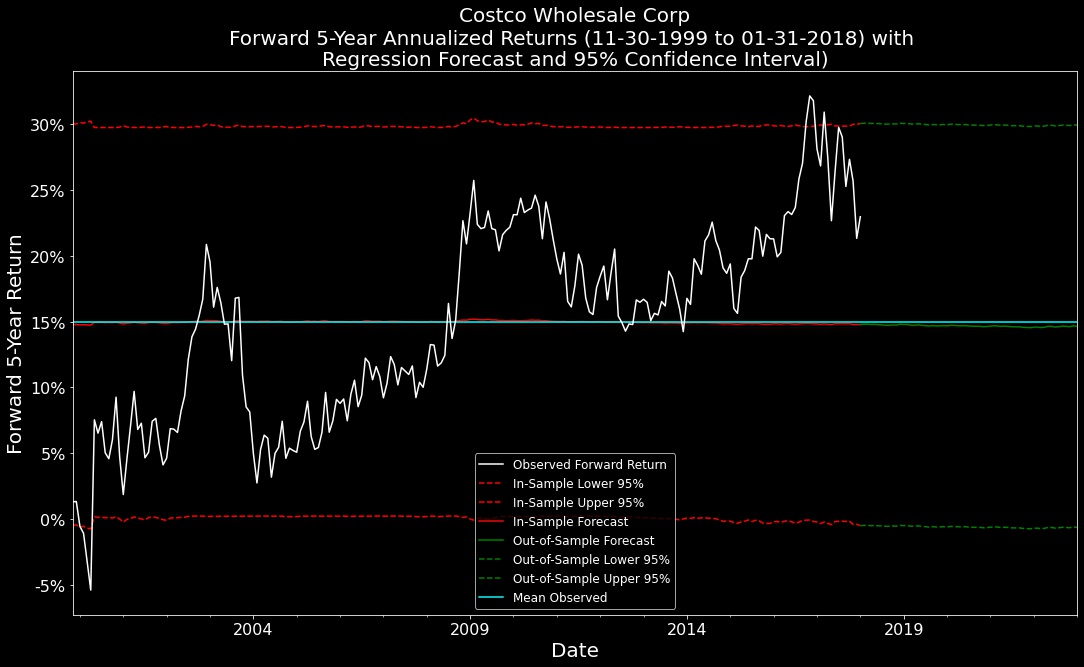 Costco Wholesale Corp
Forward 5-Year Annualized Returns (11-30-1999 to 01-31-2018) with
Regression Forecast and 95% Confidence Interval)
Forward 5-Year Return
30%
25%
20%
15%
10%
5%
0%
-5%
Observed Forward Return
In-Sample Lower 95%
In-Sample Upper 95%
In-Sample Forecast
Out-of-Sample Forecast
Out-of-Sample Lower 95%
Out-of-Sample Upper 95%
Mean Observed
2004 2009 2014 2019
Date